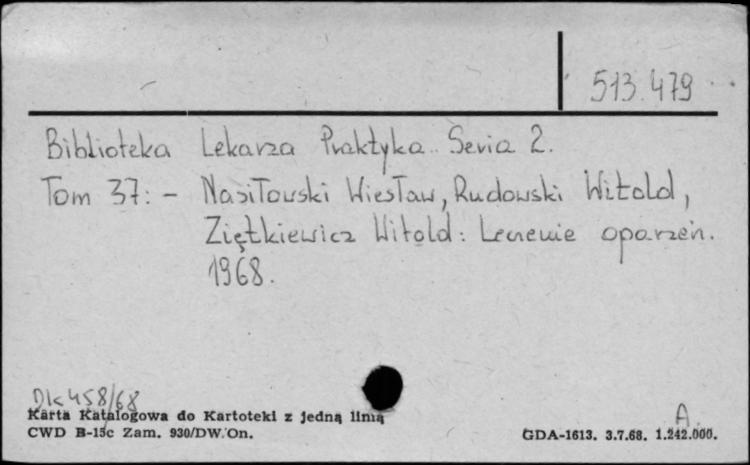 513.479
Biblioteka Lekarza Praktyka. Seria 2.
Tom 37: - Nasiłowski Wiesław, Rudowski Witold,
Ziętkiewicz Witold: Leczenie oparzeń.
1968.
Dk 458/68
Karta Katalogowa do Kartoteki z jedną linią
A.
CWD B-15c Zam. 930/DW. On. GDA-1613. 3.7.68. 1.242.000.